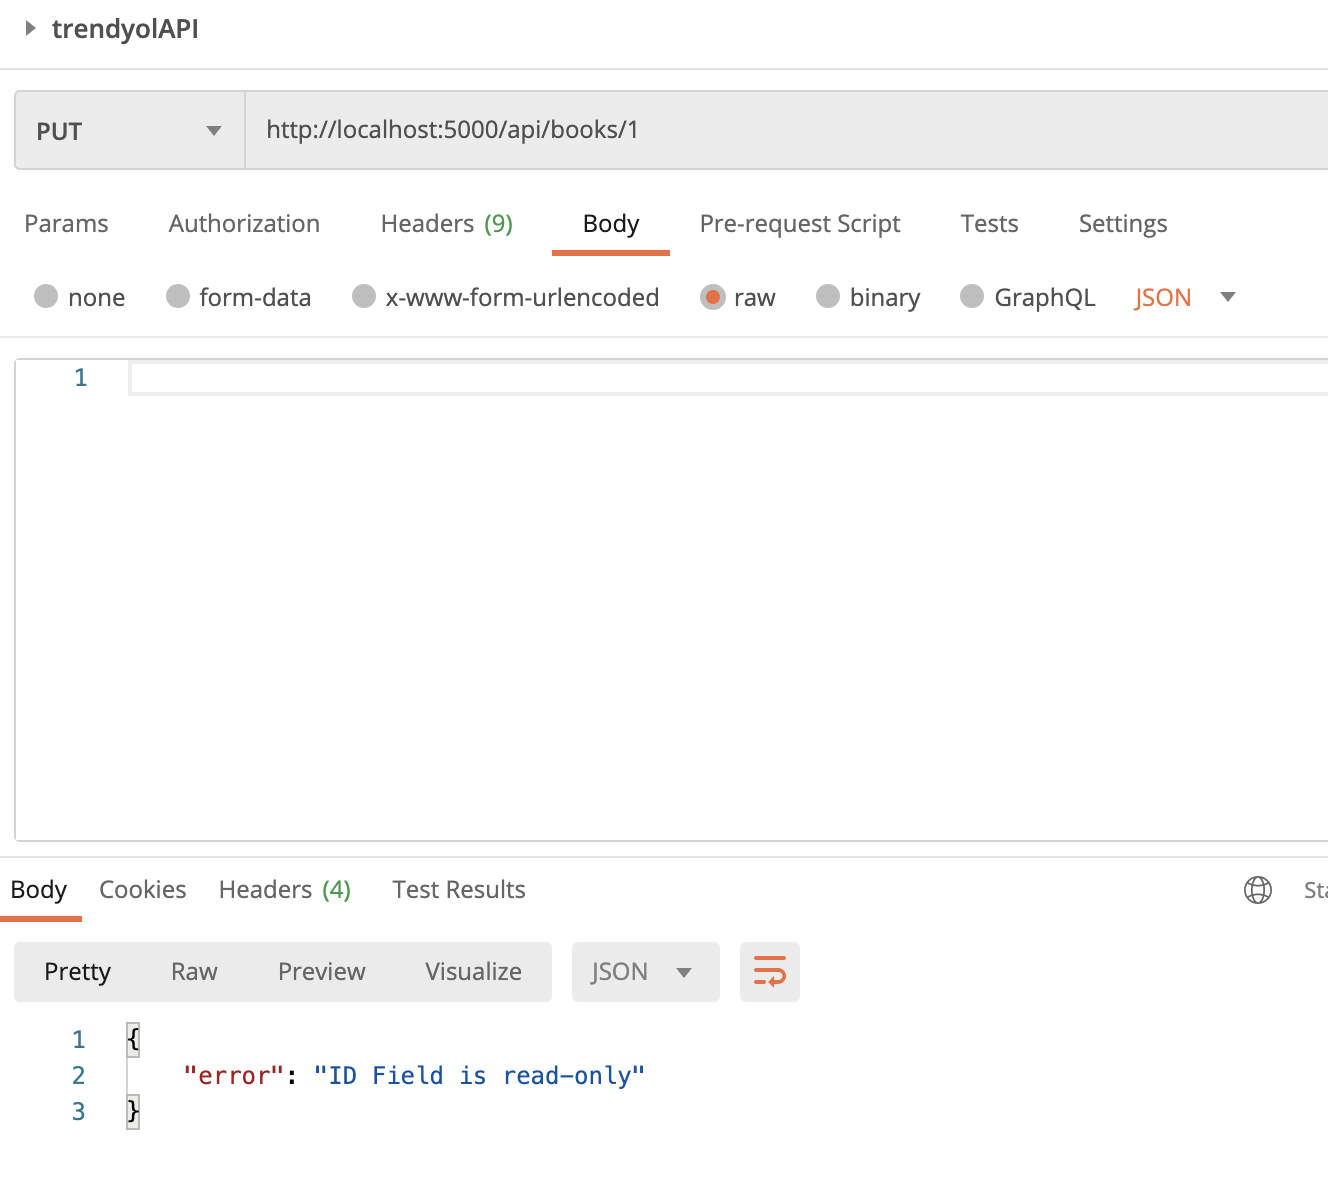 trendyolAPI
PUT http://localhost:5000/api/books/1
Params Authorization Headers (9) Body Pre-request Script Tests Settings
none form-data x-www-form-urlencoded raw binary GraphQL JSON
1
Body Cookies Headers (4) Test Results Sta
Pretty Raw Preview Visualize JSON
1 {
2 "error": "ID Field is read-only"
3 }